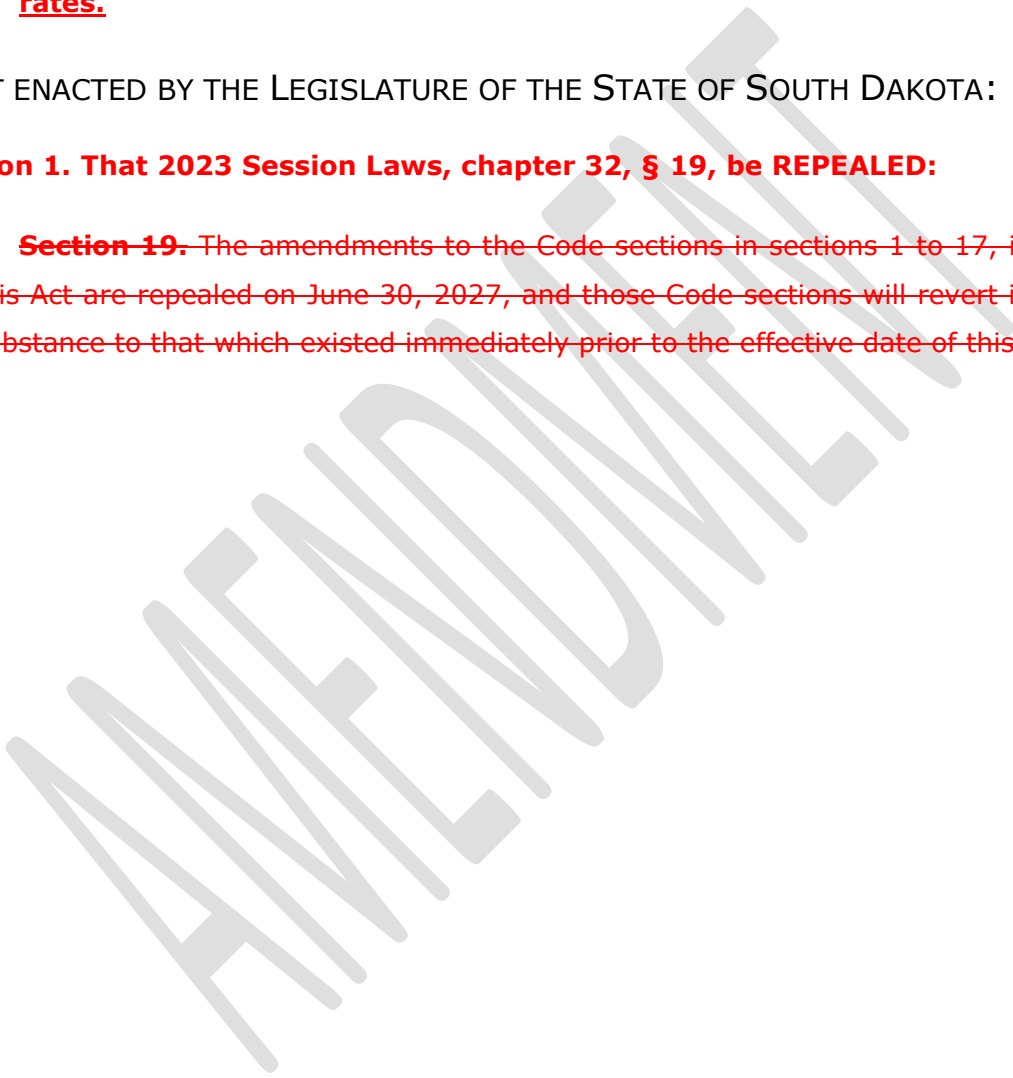 rates.
ENACTED BY THE LEGISLATURE OF THE STATE OF SOUTH DAKOTA:
on 1. That 2023 Session Laws, chapter 32, § 19, be REPEALED:
Section 19. The amendments to the Code sections in sections 1 to 17, i
is Act are repealed on June 30, 2027, and those Code sections will revert i
bstance to that which existed immediately prior to the effective date of this
AMENDMENT